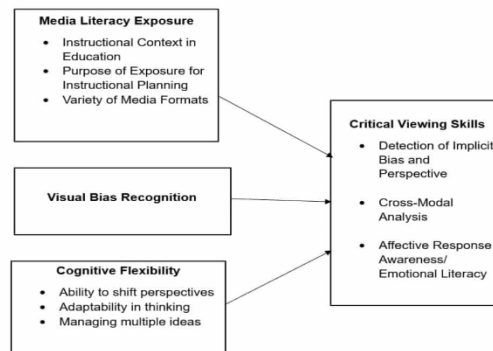 Media Literacy Exposure
• Instructional Context in
Education
• Purpose of Exposure for
Instructional Planning
• Variety of Media Formats
Visual Bias Recognition
Cognitive Flexibility
• Ability to shift perspectives
• Adaptability in thinking
• Managing multiple ideas
Critical Viewing Skills
• Detection of Implicit
Bias and
Perspective
• Cross-Modal
Analysis
• Affective Response
Awareness/
Emotional Literacy